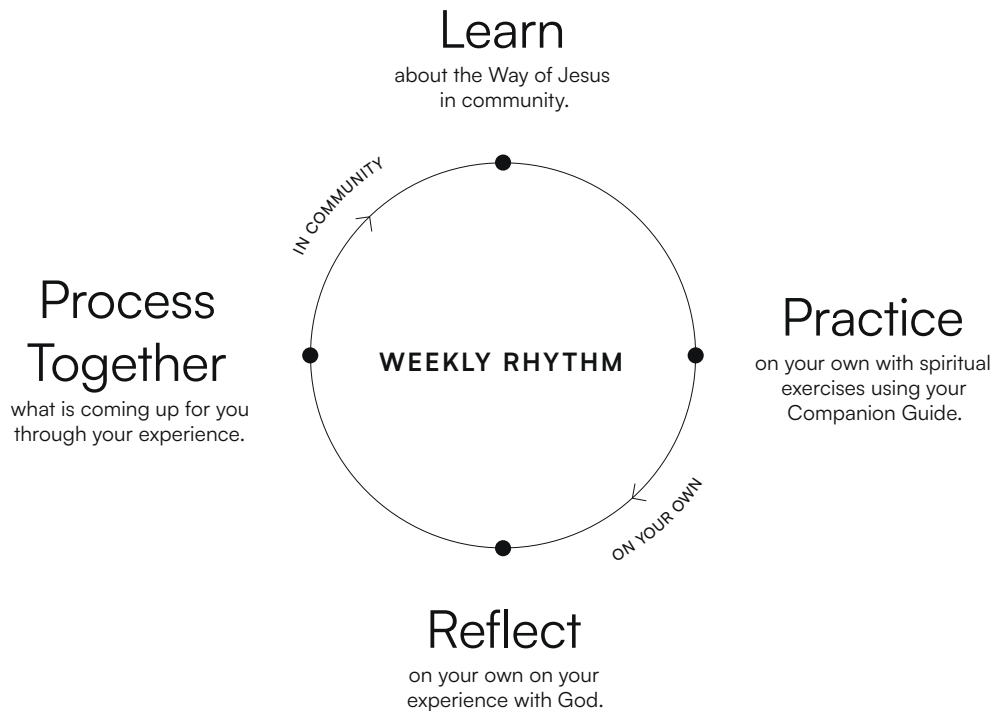 Learn
about the Way of Jesus
in community.
IN COMMUNITY
Process
Together
what is coming up for you
through your experience.
WEEKLY RHYTHM
Practice
on your own with spiritual
exercises using your
Companion Guide.
ON YOUR OWN
Reflect
on your own on your
experience with God.